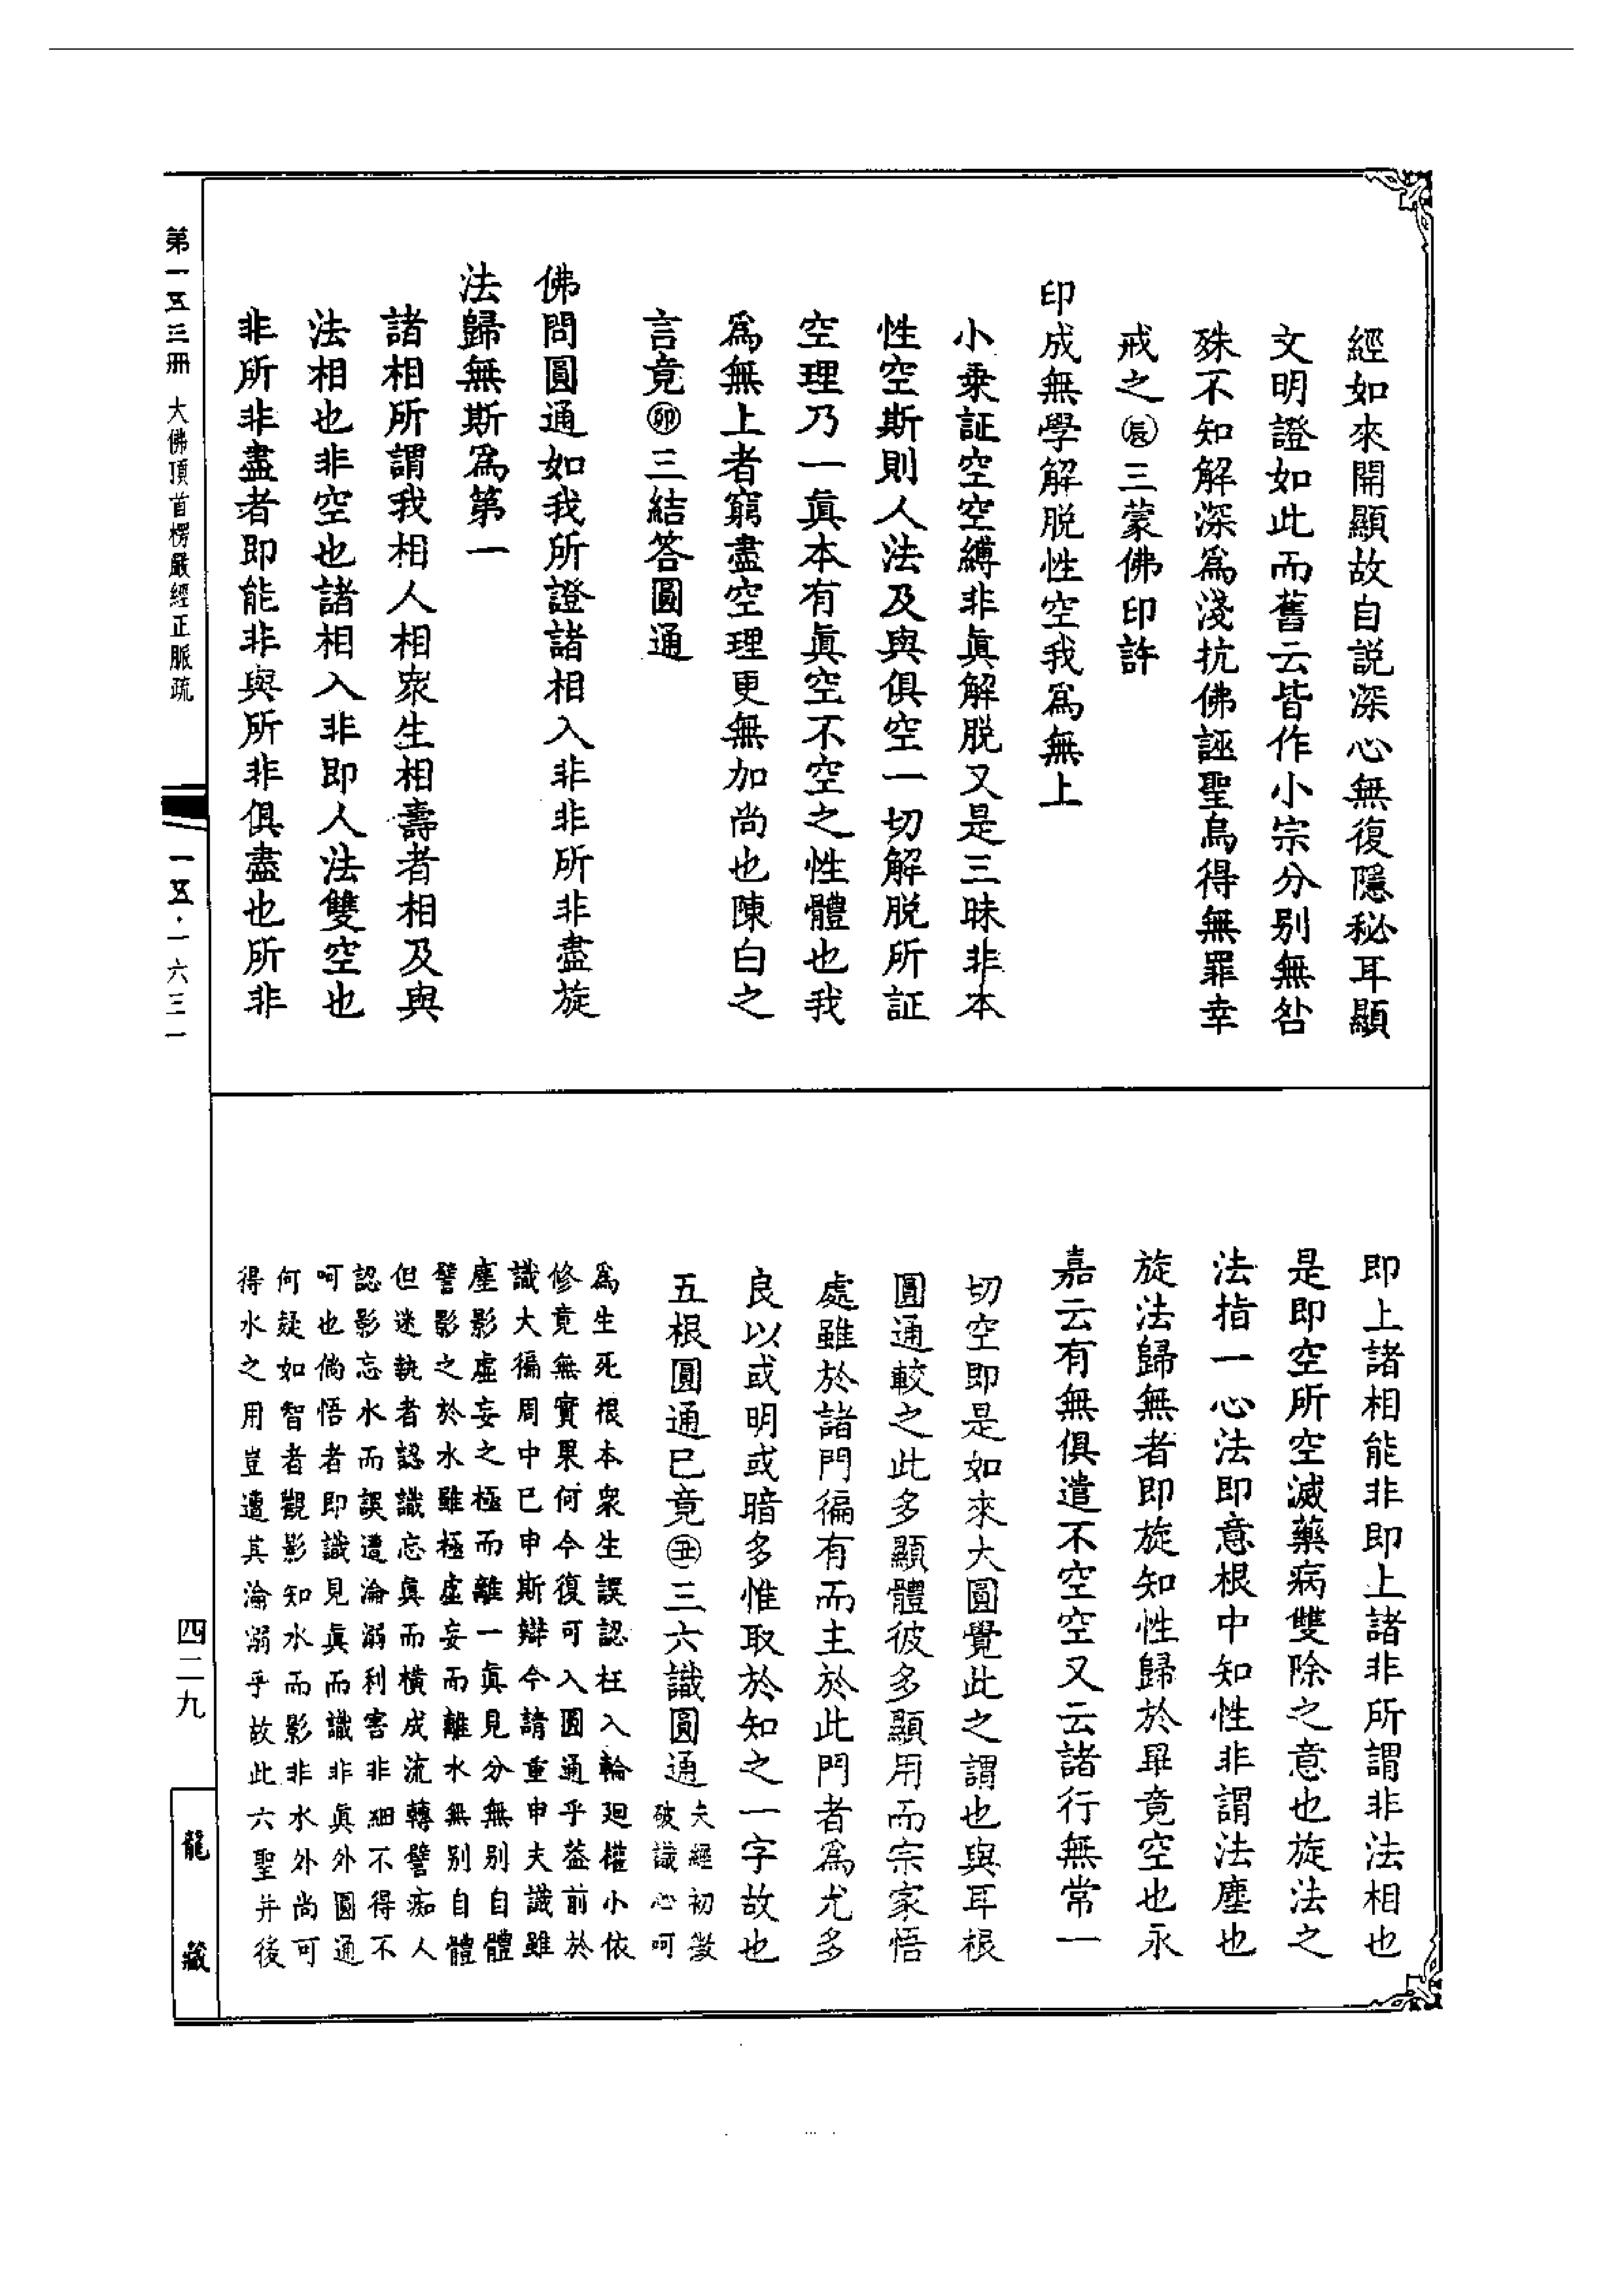 經如來開顯故自説深心無復隱秘耳顯
文明證如此而舊云皆作小宗分别無咎
殊不知解深爲淺抗佛誣聖烏得無罪幸
戒之㊀辰三蒙佛印許
印成無學解脱性空我爲無上
小乗証空空縛非眞解脱又是三昧非本
性空斯則人法及與俱空一切解脱所証
空理乃一眞本有眞空不空之性體也我
爲無上者窮盡空理更無加尚也陳白之
言竟卯三結答圓通
佛問圓通如我所證諸相入非非所非盡旋
法歸無斯爲第一
諸相所謂我相人相衆生相壽者相及與
法相也非空也諸相入非即人法雙空也
非所非盡者即能非與所非俱盡也所非
即上諸相能非即上諸非所謂非法相也
是即空所空滅藥病雙除之意也旋法之
法指一心法即意根中知性非謂法塵也
旋法歸無者即旋知性歸於畢竟空也永
嘉云有無俱遣不空空又云諸行無常一
切空即是如來大圓覺此之謂也與耳根
圓通較之此多顯體彼多顯用而宗家悟
處雖於諸門徧有而主於此門者爲尤多
良以或明或暗多惟取於知之一字故也
五根圓通已竟丑三六識圓通
夫經初數
破識心呵
爲生死根本衆生誤認枉入輪廻權小依
修竟無實果何今復可入圓通乎葢前於
識大徧周中已申斯辯今請重申夫識雖
塵影虛妄之極而離一眞見分無别自體
譬影之於水雖極虛妄而離水無别自體
但迷執者認識忘眞而橫成流轉譬痴人
認影忘水而誤遭淪溺利害非細不得不
呵也倘悟者即識見眞而識非眞外圓通
何疑如智者觀影知水而影非水外尚可
得水之用豈遭其淪溺乎故此六聖并後
第一五三冊 大佛頂首楞嚴經正脈疏
一五·一六三一
四二九
龍藏